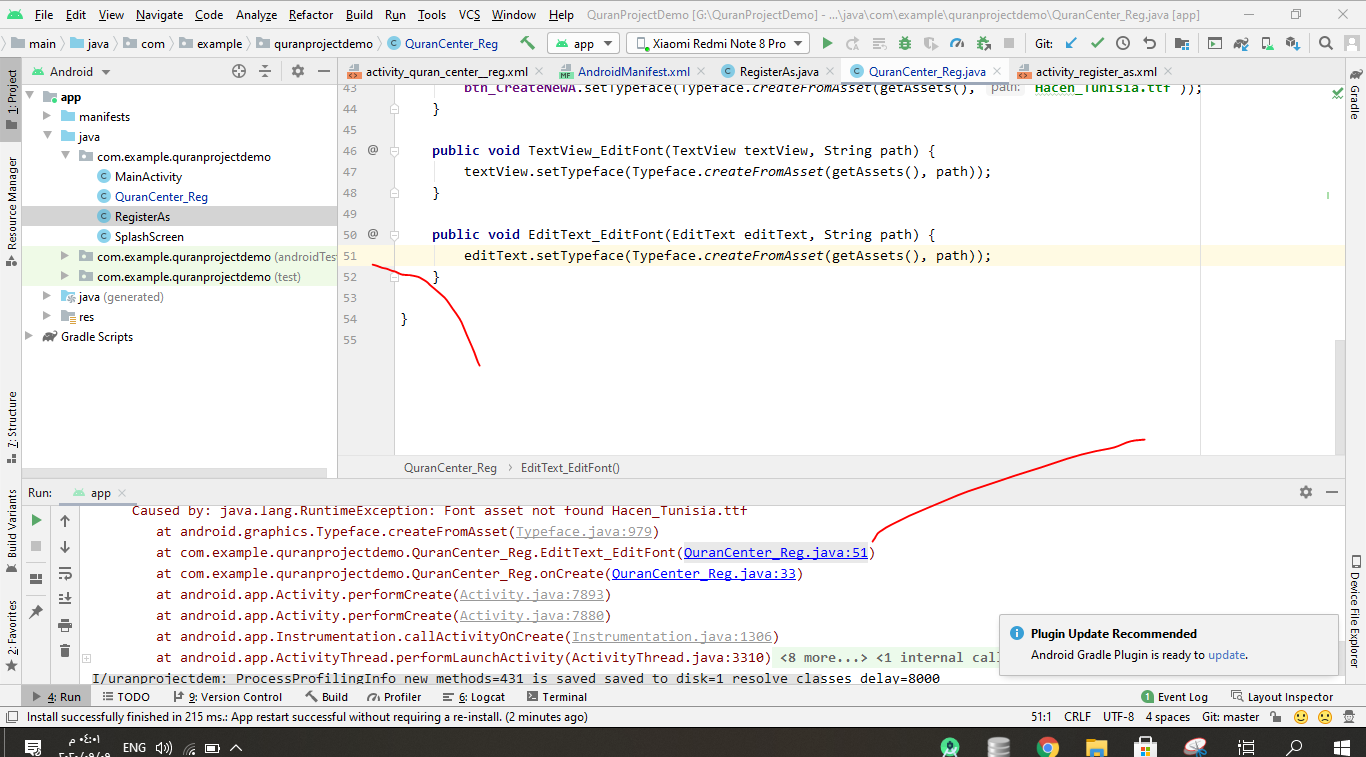 File Edit View Navigate Code Analyze Refactor Build Run Tools VCS Window Help QuranProjectDemo [G:\QuranProjectDemo] - ...\java\com\example\quranprojectdemo\QuranCenter_Reg.java [app]
main java com example quranprojectdemo QuranCenter_Reg app Xiaomi Redmi Note 8 Pro Git:
Android activity_quran_center__reg.xml AndroidManifest.xml RegisterAs.java QuranCenter_Reg.java activity_register_as.xml
1: Project
Resource Manager
7: Structure
Build Variants
2: Favorites
app
manifests
java
com.example.quranprojectdemo
MainActivity
QuranCenter_Reg
RegisterAs
SplashScreen
com.example.quranprojectdemo (androidTes
com.example.quranprojectdemo (test)
java (generated)
res
Gradle Scripts
43 btn_CreateNewA.setTypeface(Typeface.createFromAsset(getAssets(), path: "Hacen_Tunisia.ttf"));
44 }
45
46 @ public void TextView_EditFont(TextView textView, String path) {
47 textView.setTypeface(Typeface.createFromAsset(getAssets(), path));
48 }
49
50 @ public void EditText_EditFont(EditText editText, String path) {
51 editText.setTypeface(Typeface.createFromAsset(getAssets(), path));
52 }
53
54 }
55
QuranCenter_Reg › EditText_EditFont()
Gradle
Device File Explorer
Run: app
Caused by: java.lang.RuntimeException: Font asset not found Hacen_Tunisia.ttf
at android.graphics.Typeface.createFromAsset(Typeface.java:979)
at com.example.quranprojectdemo.QuranCenter_Reg.EditText_EditFont(QuranCenter_Reg.java:51)
at com.example.quranprojectdemo.QuranCenter_Reg.onCreate(QuranCenter_Reg.java:33)
at android.app.Activity.performCreate(Activity.java:7893)
at android.app.Activity.performCreate(Activity.java:7880)
at android.app.Instrumentation.callActivityOnCreate(Instrumentation.java:1306)
at android.app.ActivityThread.performLaunchActivity(ActivityThread.java:3310) <8 more...> <1 internal call
I/uranprojectdem: ProcessProfilingInfo new_methods=431 is saved saved_to_disk=1 resolve_classes_delay=8000
Plugin Update Recommended
Android Gradle Plugin is ready to update.
4: Run TODO 9: Version Control Build Profiler 6: Logcat Terminal 1 Event Log Layout Inspector
Install successfully finished in 215 ms.: App restart successful without requiring a re-install. (2 minutes ago) 51:1 CRLF UTF-8 4 spaces Git: master
ENG م ٠٤:٠١
٢٠٢٠/٠٩/٠٩